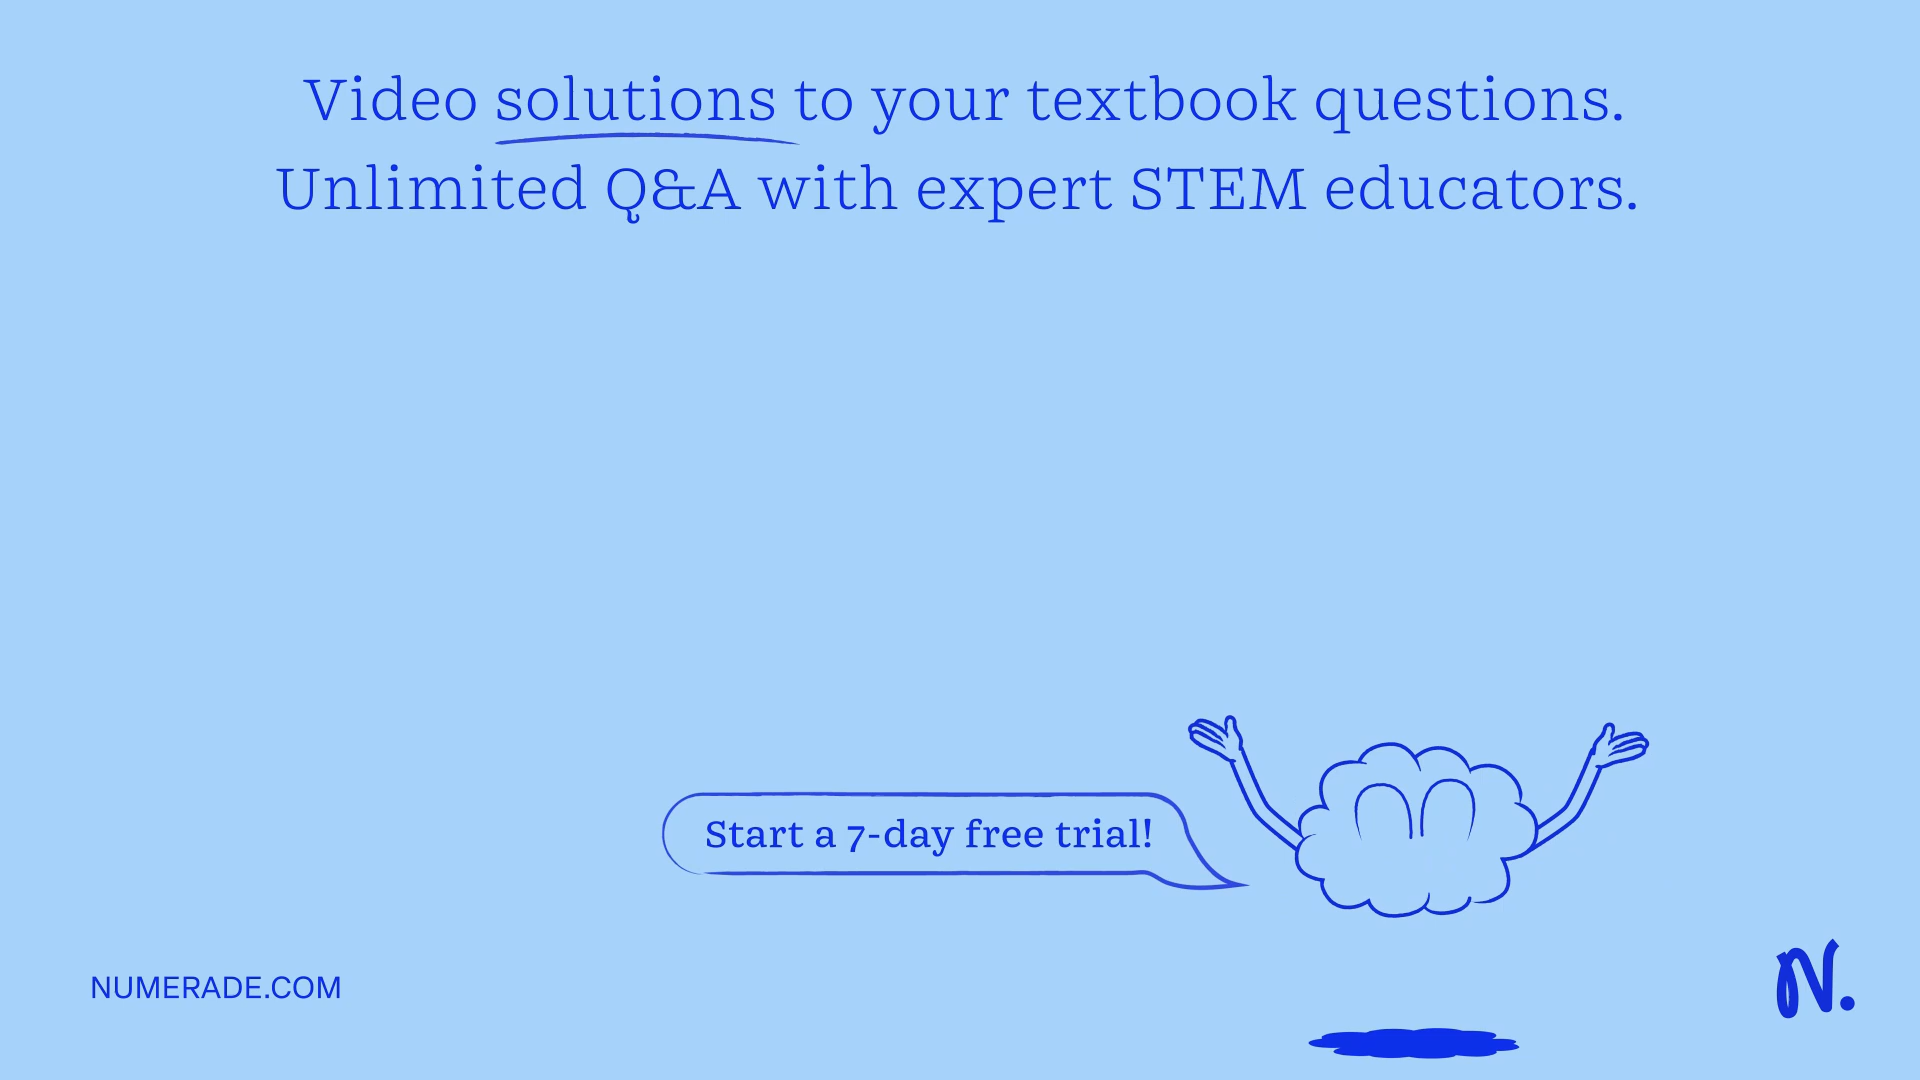 Video solutions to your textbook questions.
Unlimited Q&A with expert STEM educators.
Start a 7-day free trial!
NUMERADE.COM
N.